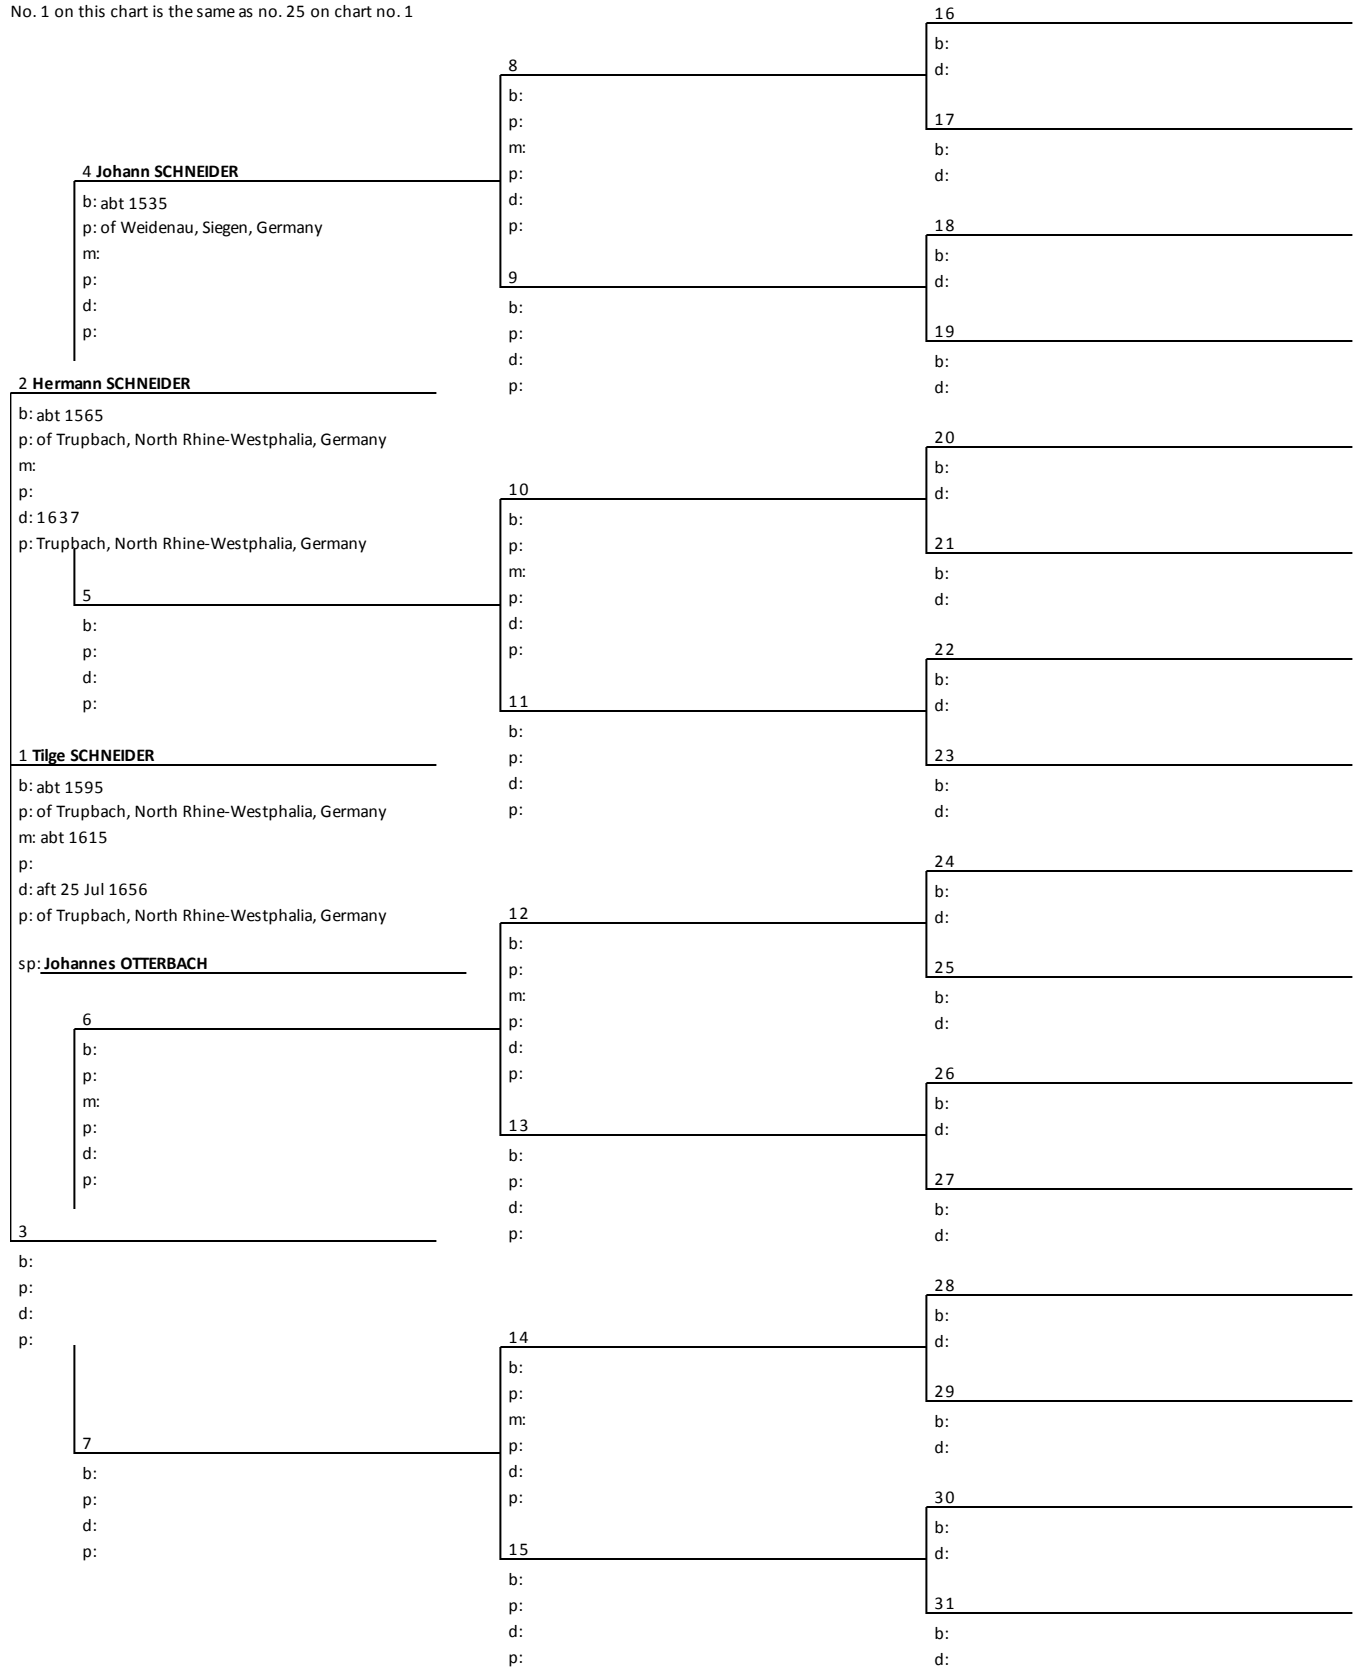 No. 1 on this chart is the same as no. 25 on chart no. 1
16
b:
d:
8
b:
p:
m:
p:
d:
p:
17
b:
d:
4 Johann SCHNEIDER
b: abt 1535
p: of Weidenau, Siegen, Germany
m:
p:
d:
p:
18
b:
d:
9
b:
p:
d:
p:
19
b:
d:
2 Hermann SCHNEIDER
b: abt 1565
p: of Trupbach, North Rhine-Westphalia, Germany
m:
p:
d: 1637
p: Trupbach, North Rhine-Westphalia, Germany
20
b:
d:
10
b:
p:
m:
p:
d:
p:
21
b:
d:
5
b:
p:
d:
p:
22
b:
d:
11
b:
p:
d:
p:
23
b:
d:
1 Tilge SCHNEIDER
b: abt 1595
p: of Trupbach, North Rhine-Westphalia, Germany
m: abt 1615
p:
d: aft 25 Jul 1656
p: of Trupbach, North Rhine-Westphalia, Germany
sp: Johannes OTTERBACH
24
b:
d:
12
b:
p:
m:
p:
d:
p:
25
b:
d:
6
b:
p:
m:
p:
d:
p:
26
b:
d:
13
b:
p:
d:
p:
27
b:
d:
3
b:
p:
d:
p:
28
b:
d:
14
b:
p:
m:
p:
d:
p:
29
b:
d:
7
b:
p:
d:
p:
30
b:
d:
15
b:
p:
d:
p:
31
b:
d: